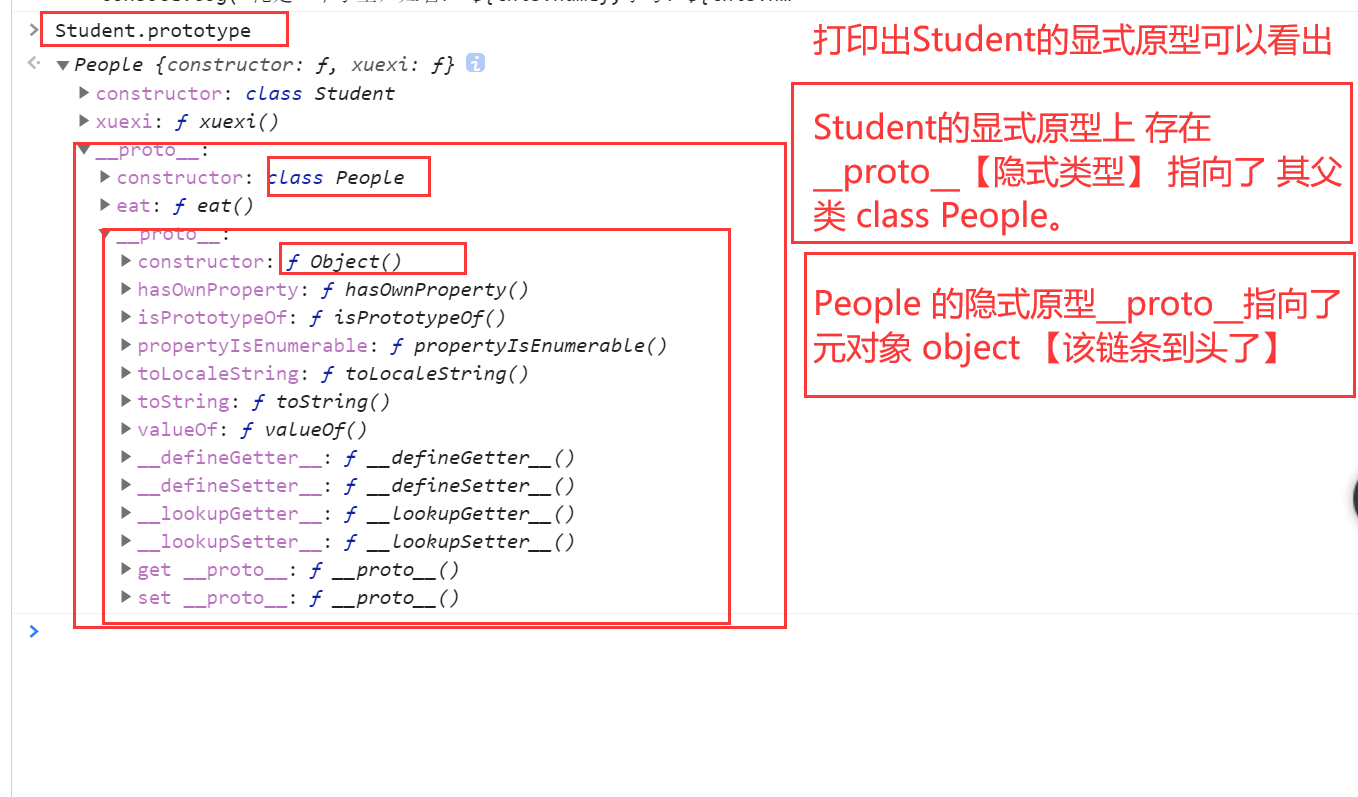 Student.prototype
People {constructor: ƒ, xuexi: ƒ}
constructor: class Student
xuexi: ƒ xuexi()
__proto__:
constructor: class People
eat: ƒ eat()
__proto__:
constructor: ƒ Object()
hasOwnProperty: ƒ hasOwnProperty()
isPrototypeOf: ƒ isPrototypeOf()
propertyIsEnumerable: ƒ propertyIsEnumerable()
toLocaleString: ƒ toLocaleString()
toString: ƒ toString()
valueOf: ƒ valueOf()
__defineGetter__: ƒ __defineGetter__()
__defineSetter__: ƒ __defineSetter__()
__lookupGetter__: ƒ __lookupGetter__()
__lookupSetter__: ƒ __lookupSetter__()
get __proto__: ƒ __proto__()
set __proto__: ƒ __proto__()
打印出Student的显式原型可以看出
Student的显式原型上 存在
__proto__【隐式类型】 指向了 其父
类 class People。
People 的隐式原型__proto__指向了
元对象 object 【该链条到头了】